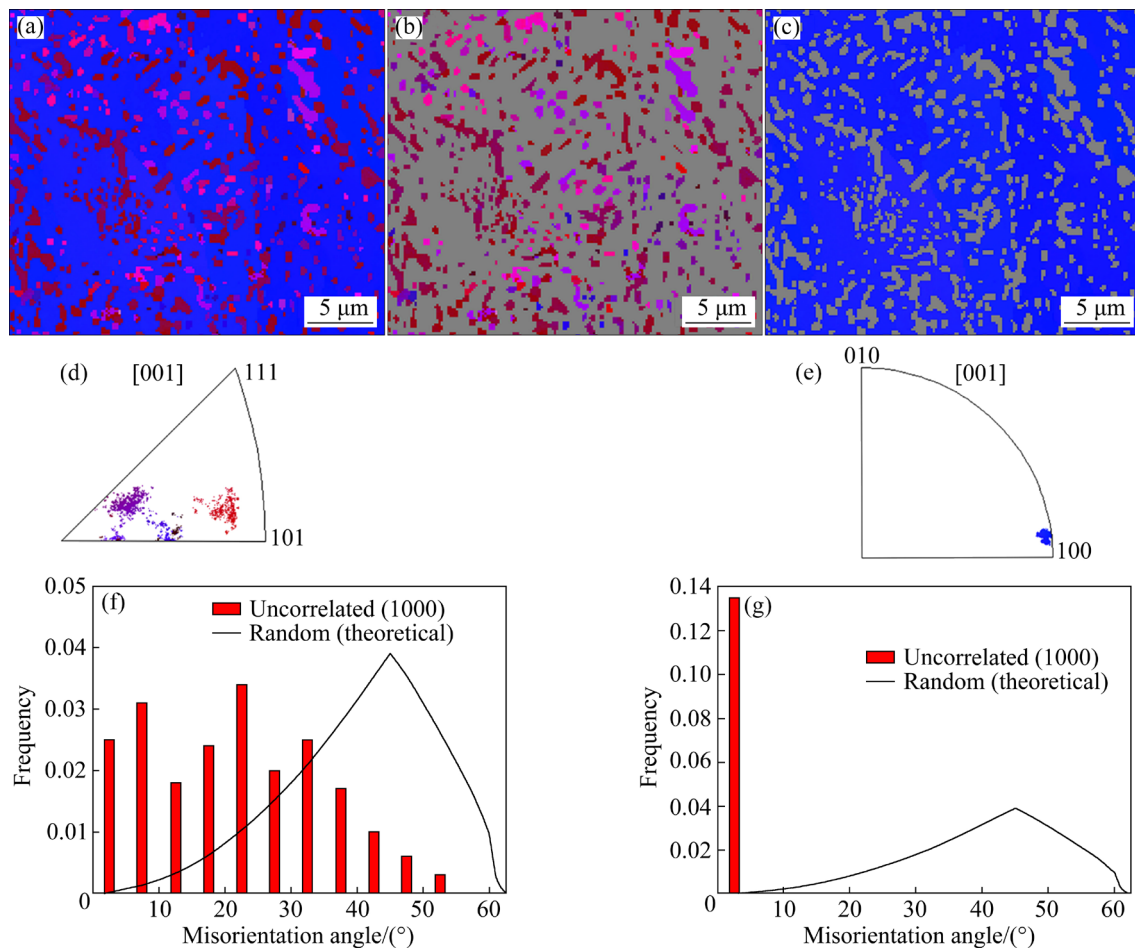 (a) (b) (c)
5 μm 5 μm 5 μm
(d) [001] 111
101
(e) 010 [001]
100
(f)
Uncorrelated (1000)
Random (theoretical)
Frequency
0.05
0.04
0.03
0.02
0.01
0 10 20 30 40 50 60
Misorientation angle/(°)
(g)
Uncorrelated (1000)
Random (theoretical)
Frequency
0.14
0.12
0.10
0.08
0.06
0.04
0.02
0 10 20 30 40 50 60
Misorientation angle/(°)